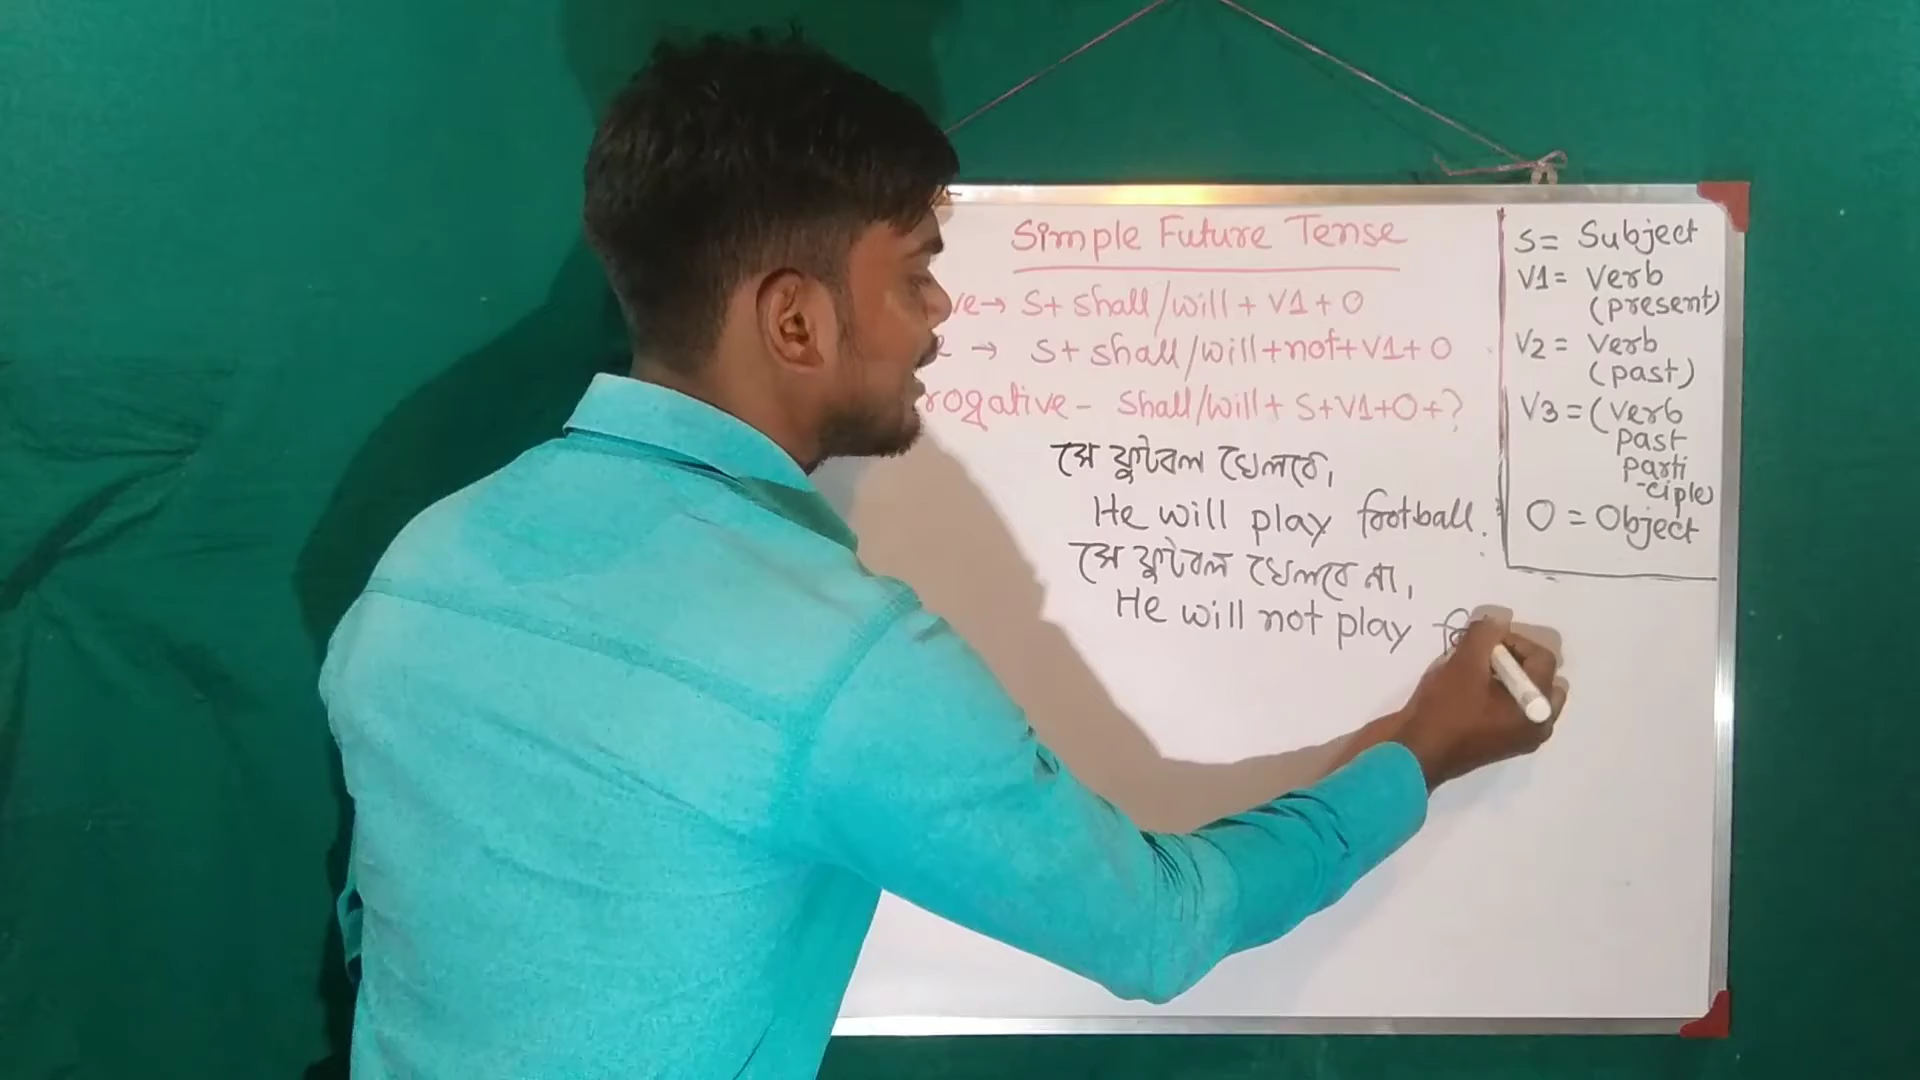 Simple Future Tense
ve→ S+ shall/will + V1 + O
e → S+ shall/will+not+V1+O
rogative - shall/will + S+V1+O+?
সে ফুটবল খেলবে।
He will play football.
সে ফুটবল খেলবে না।
He will not play
S= Subject
V1= Verb
(present)
V2= Verb
(past)
V3=(Verb
past
parti
-ciple)
O = Object